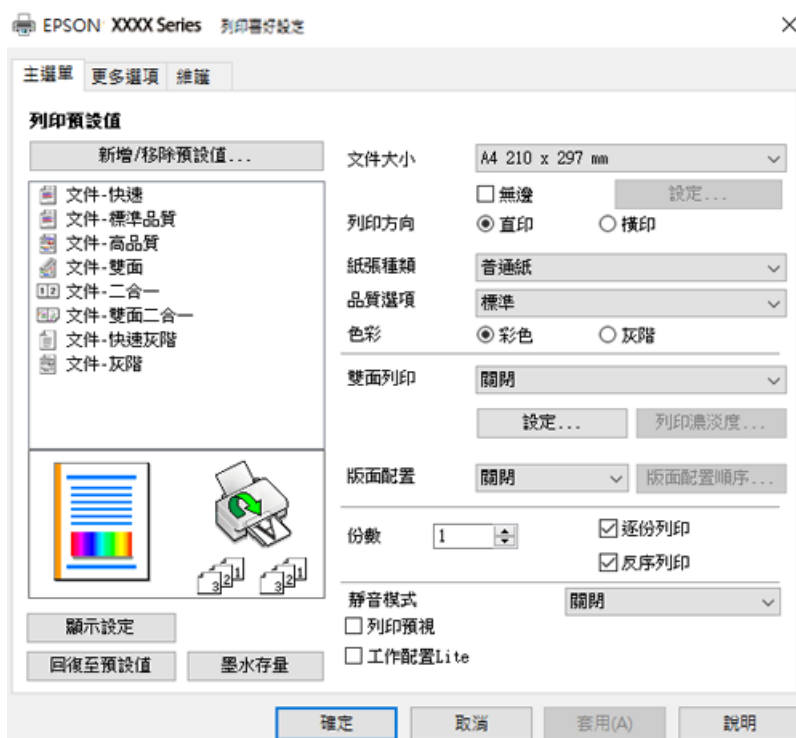 EPSON XXXX Series 列印喜好設定
主選單 更多選項 維護
列印預設值
新增/移除預設值...
文件-快速
文件-標準品質
文件-高品質
文件-雙面
文件-二合一
文件-雙面二合一
文件-快速灰階
文件-灰階
顯示設定
回復至預設值 墨水存量
文件大小 A4 210 x 297 mm
無邊 設定...
列印方向 直印 橫印
紙張種類 普通紙
品質選項 標準
色彩 彩色 灰階
雙面列印 關閉
設定... 列印濃淡度...
版面配置 關閉 版面配置順序...
份數 1 逐份列印
反序列印
靜音模式 關閉
列印預視
工作配置Lite
確定 取消 套用(A) 說明